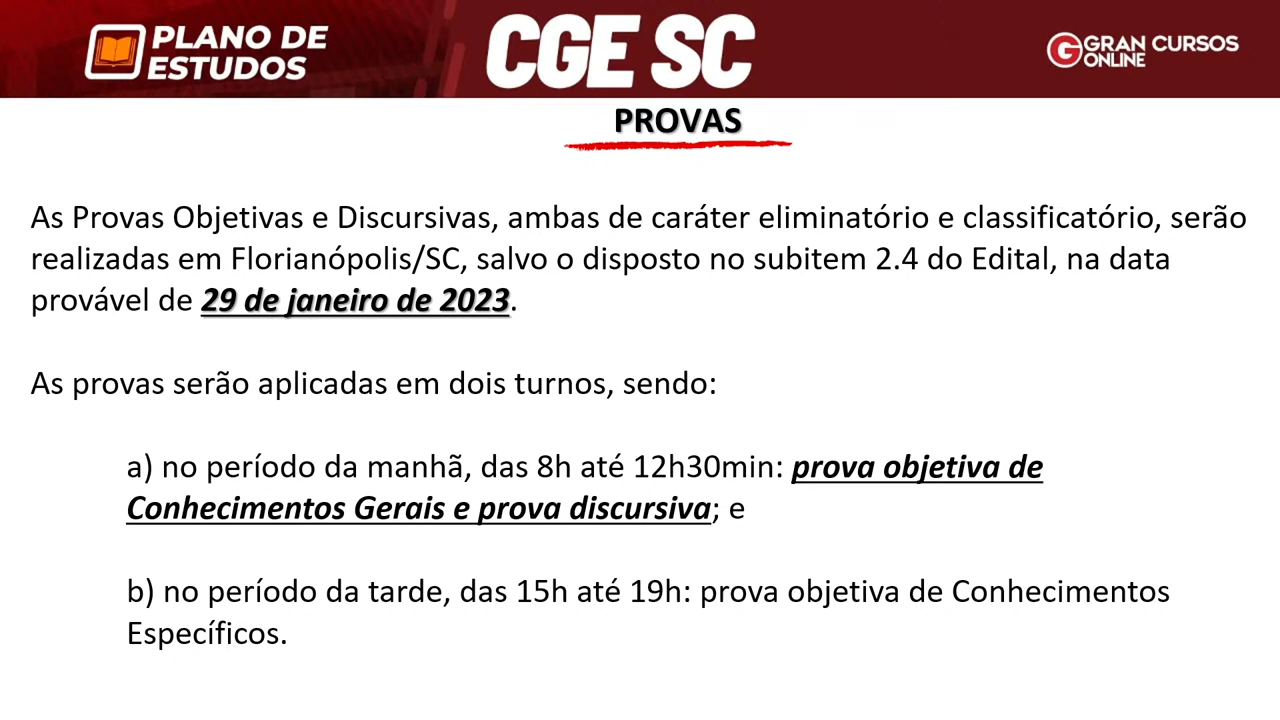 PLANO DE
ESTUDOS
CGE SC
GRAN CURSOS
ONLINE
PROVAS
As Provas Objetivas e Discursivas, ambas de caráter eliminatório e classificatório, serão
realizadas em Florianópolis/SC, salvo o disposto no subitem 2.4 do Edital, na data
provável de 29 de janeiro de 2023.
As provas serão aplicadas em dois turnos, sendo:
a) no período da manhã, das 8h até 12h30min: prova objetiva de
Conhecimentos Gerais e prova discursiva; e
b) no período da tarde, das 15h até 19h: prova objetiva de Conhecimentos
Específicos.